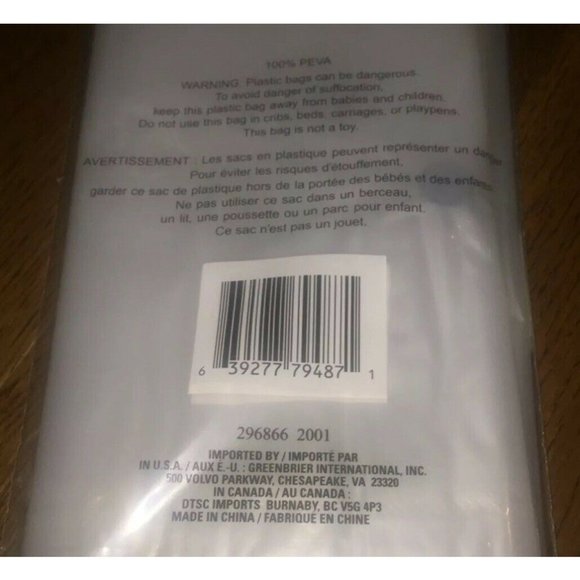 100% PEVA
WARNING: Plastic bags can be dangerous.
To avoid danger of suffocation,
keep this plastic bag away from babies and children.
Do not use this bag in cribs, beds, carriages, or playpens.
This bag is not a toy.
AVERTISSEMENT : Les sacs en plastique peuvent représenter un danger
Pour éviter les risques d'étouffement,
garder ce sac de plastique hors de la portée des bébés et des enfants.
Ne pas utiliser ce sac dans un berceau,
un lit, une poussette ou un parc pour enfant.
Ce sac n'est pas un jouet.
6 39277 79487 1
296866 2001
IMPORTED BY / IMPORTÉ PAR
IN U.S.A. / AUX É.-U. : GREENBRIER INTERNATIONAL, INC.
500 VOLVO PARKWAY, CHESAPEAKE, VA 23320
IN CANADA / AU CANADA :
DTSC IMPORTS BURNABY, BC V5G 4P3
MADE IN CHINA / FABRIQUÉ EN CHINE